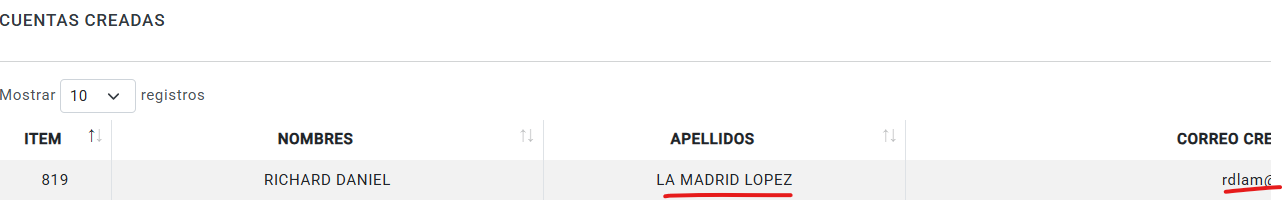 CUENTAS CREADAS
Mostrar 10 registros
ITEM NOMBRES APELLIDOS CORREO CRE
819 RICHARD DANIEL LA MADRID LOPEZ rdlam@